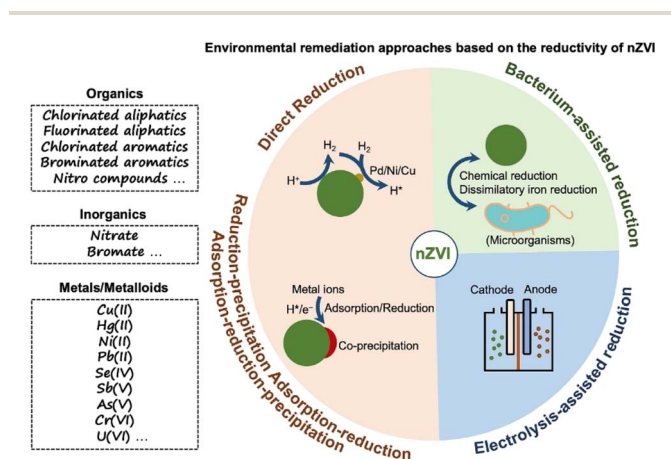 Environmental remediation approaches based on the reductivity of nZVI
Organics
Chlorinated aliphatics
Fluorinated aliphatics
Chlorinated aromatics
Brominated aromatics
Nitro compounds ...
Inorganics
Nitrate
Bromate ...
Metals/Metalloids
Cu(II)
Hg(II)
Ni(II)
Pb(II)
Se(IV)
Sb(V)
As(V)
Cr(VI)
U(VI) ...
Direct Reduction
H₂
H₂
Pd/Ni/Cu
H⁺
H*
Reduction-precipitation Adsorption-reduction
Adsorption-reduction-precipitation
Metal ions
H*/e⁻
Adsorption/Reduction
Co-precipitation
nZVI
Bacterium-assisted reduction
Chemical reduction
Dissimilatory iron reduction
(Microorganisms)
Cathode
Anode
Electrolysis-assisted reduction